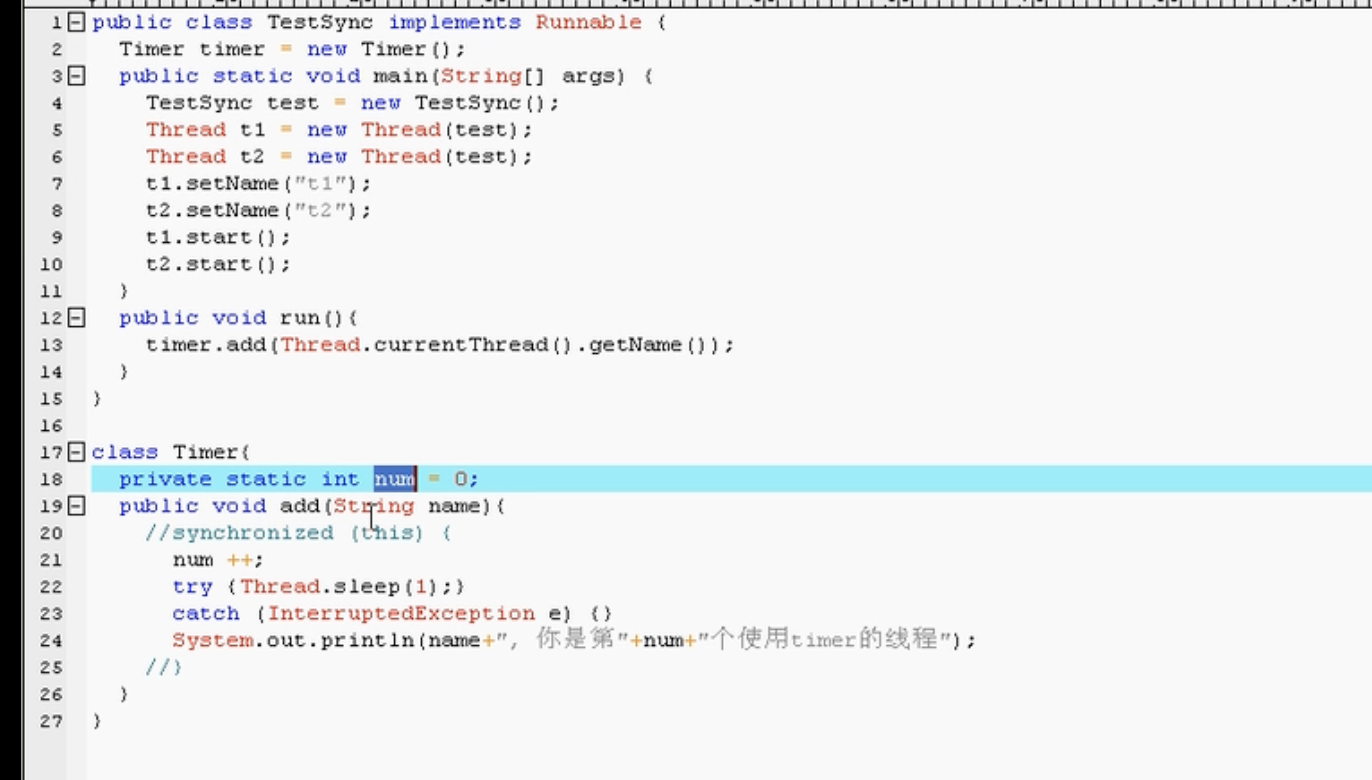 1 public class TestSync implements Runnable {
2 Timer timer = new Timer();
3 public static void main(String[] args) {
4 TestSync test = new TestSync();
5 Thread t1 = new Thread(test);
6 Thread t2 = new Thread(test);
7 t1.setName("t1");
8 t2.setName("t2");
9 t1.start();
10 t2.start();
11 }
12 public void run(){
13 timer.add(Thread.currentThread().getName());
14 }
15 }
16
17 class Timer{
18 private static int num = 0;
19 public void add(String name){
20 //synchronized (this) {
21 num ++;
22 try {Thread.sleep(1);}
23 catch (InterruptedException e) {}
24 System.out.println(name+", 你是第"+num+"个使用timer的线程");
25 //}
26 }
27 }